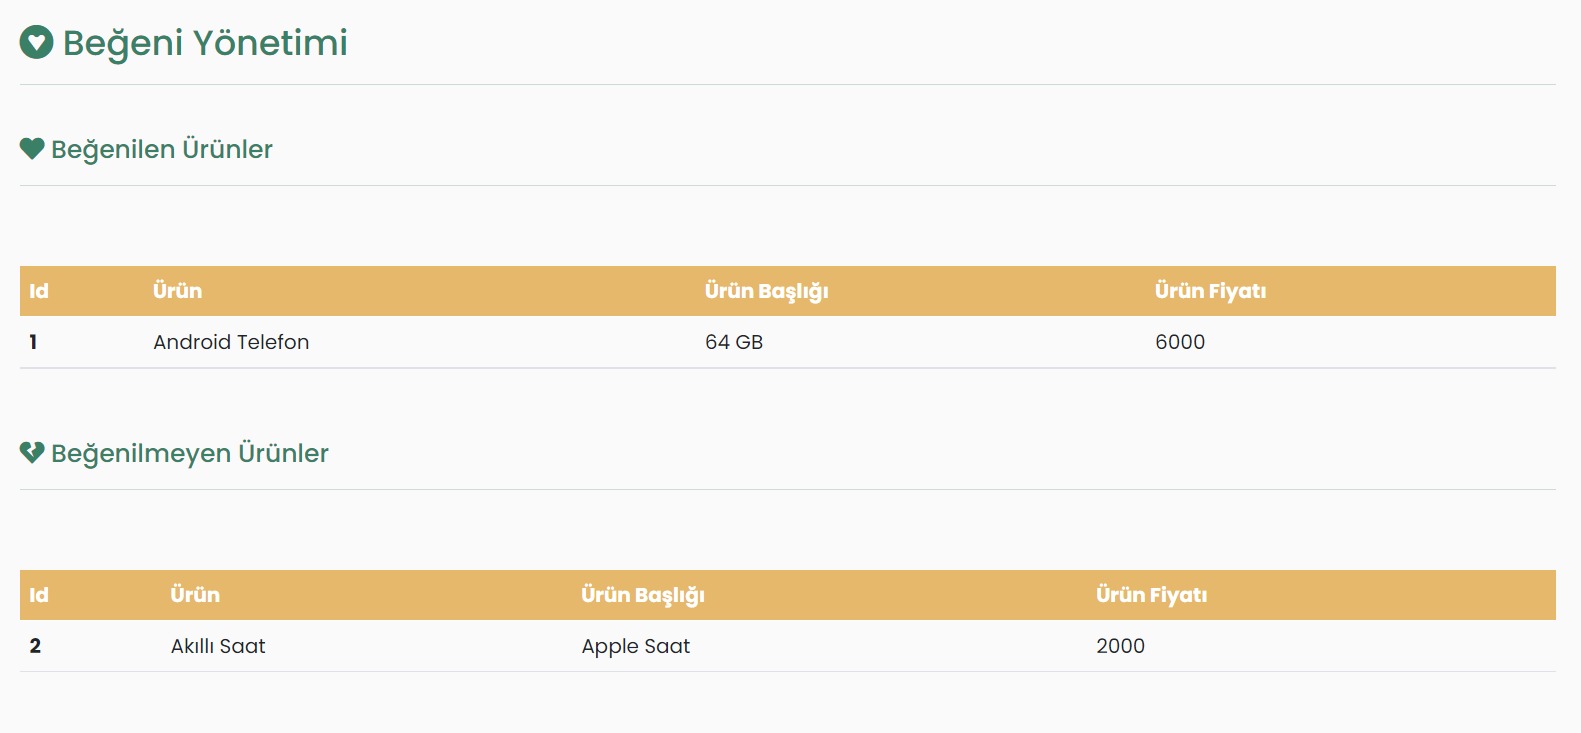 Beğeni Yönetimi
Beğenilen Ürünler
Id Ürün Ürün Başlığı Ürün Fiyatı
1 Android Telefon 64 GB 6000
Beğenilmeyen Ürünler
Id Ürün Ürün Başlığı Ürün Fiyatı
2 Akıllı Saat Apple Saat 2000